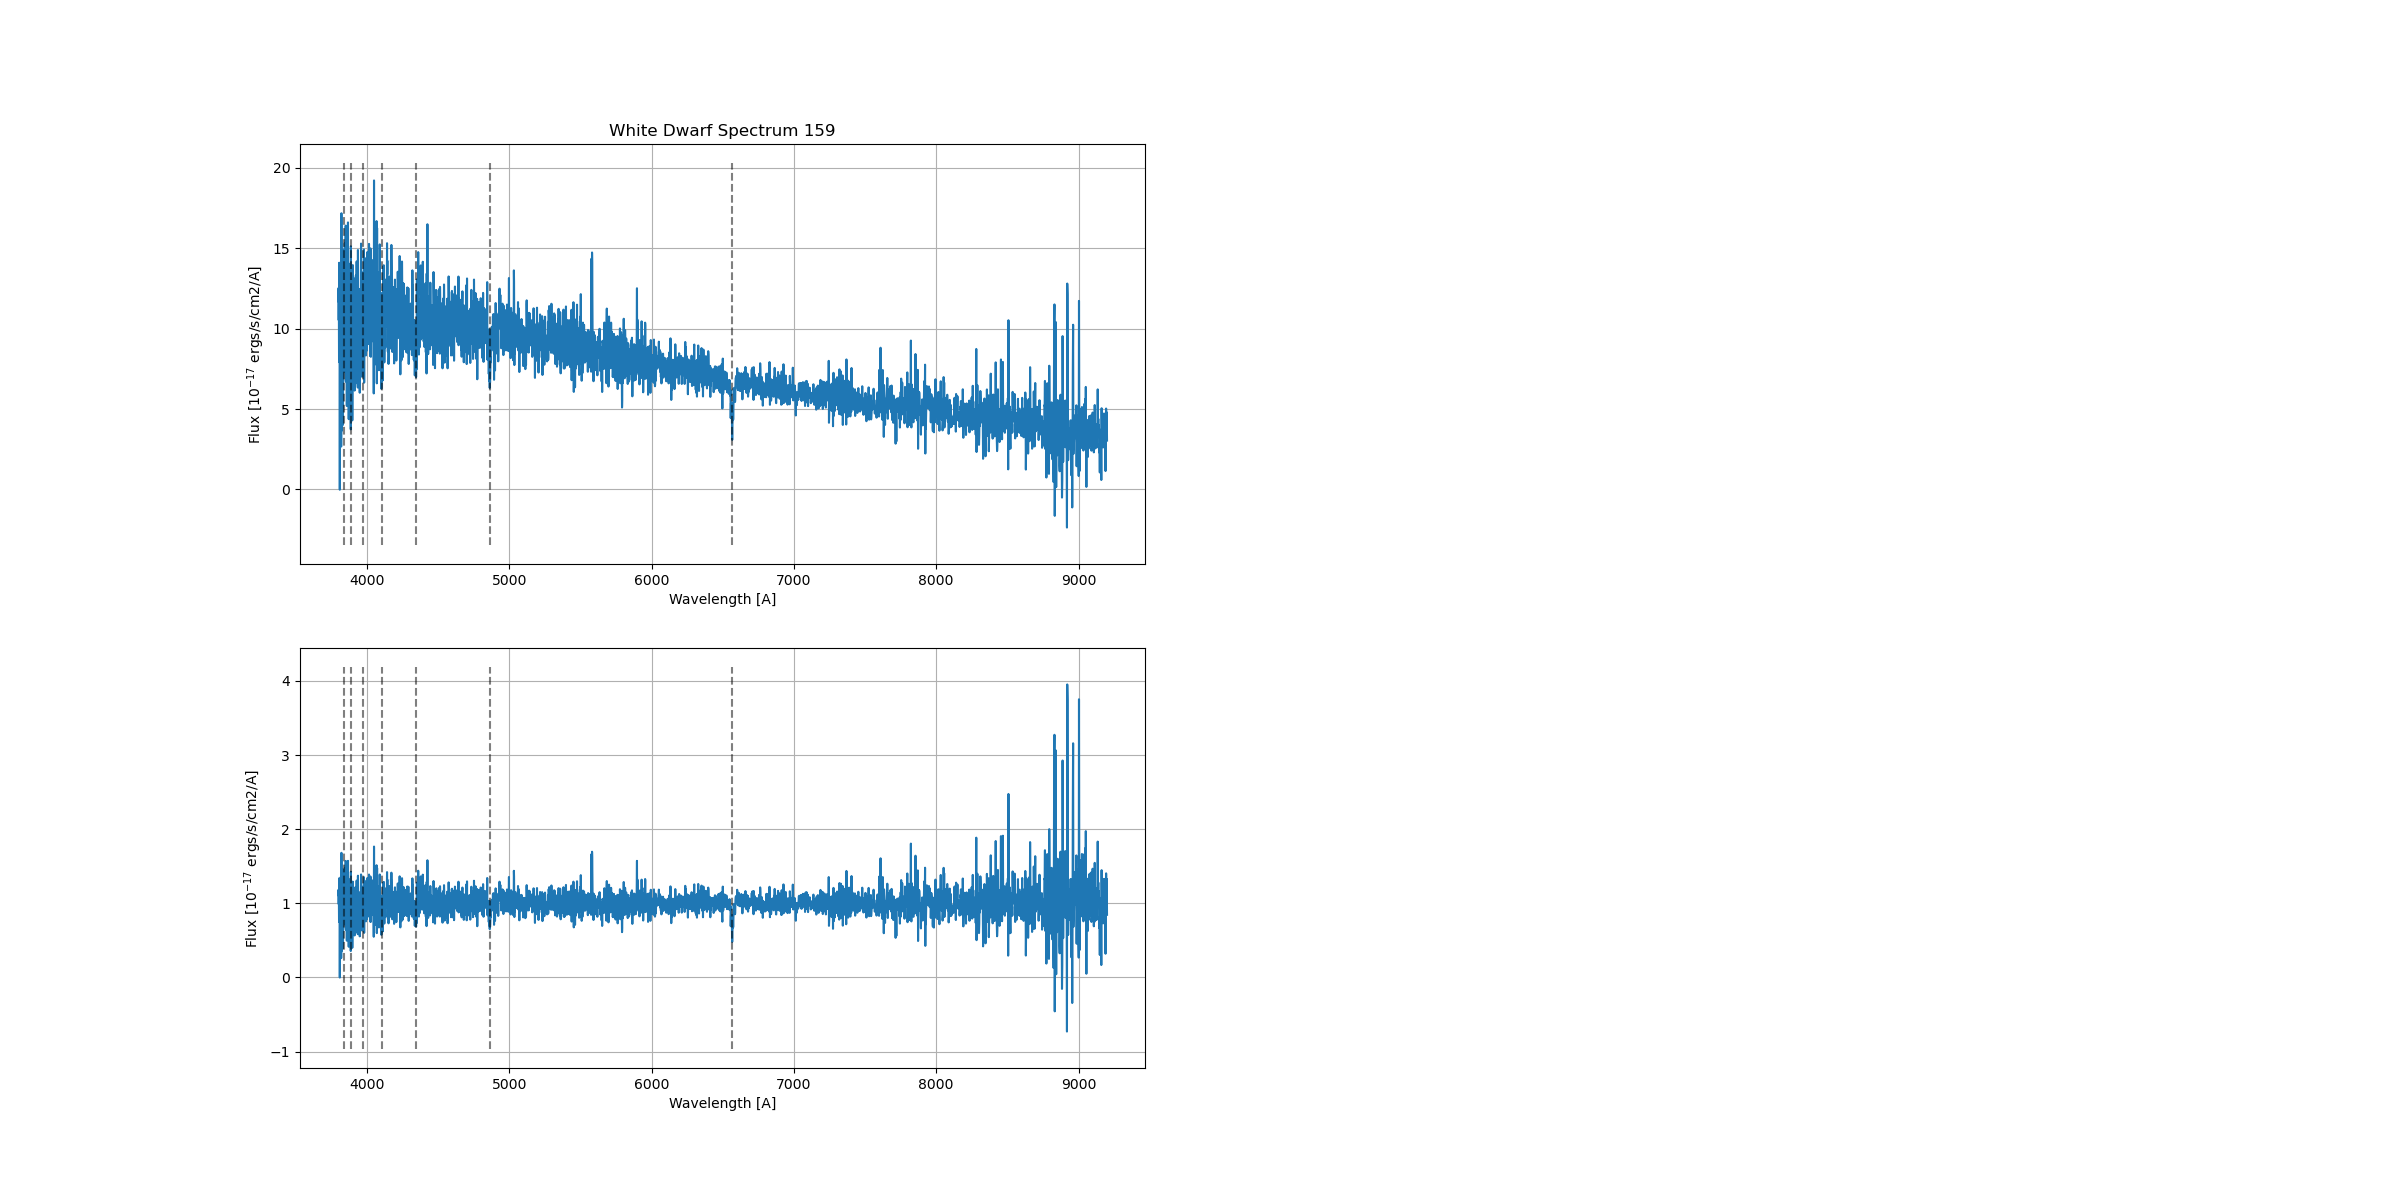 White Dwarf Spectrum 159
20
15
10
5
0
Flux [10⁻¹⁷ ergs/s/cm2/A]
4000 5000 6000 7000 8000 9000
Wavelength [A]
4
3
2
1
0
−1
Flux [10⁻¹⁷ ergs/s/cm2/A]
4000 5000 6000 7000 8000 9000
Wavelength [A]